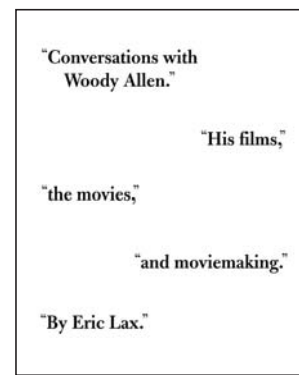 “Conversations with
Woody Allen.”
“His films,”
“the movies,”
“and moviemaking.”
“By Eric Lax.”